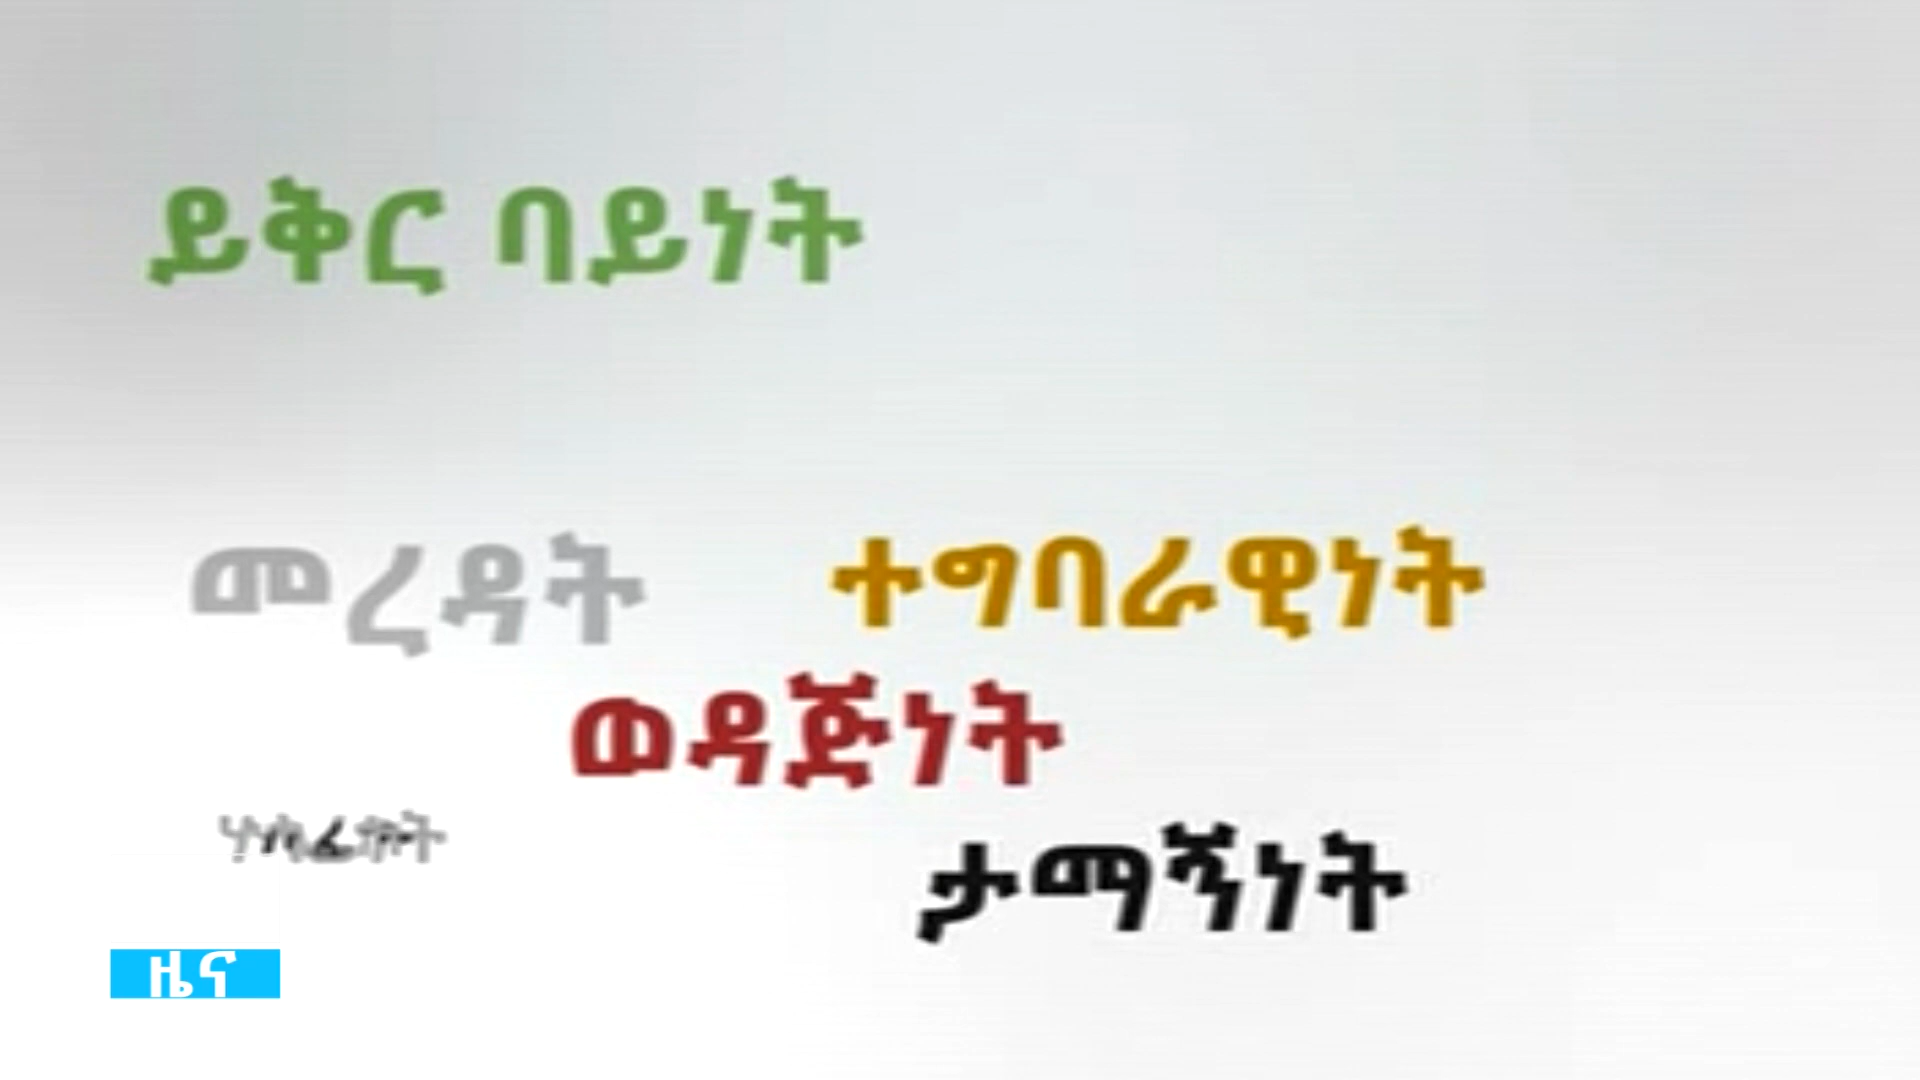 ይቅር ባይነት
መረዳት ተግባራዊነት
ወዳጅነት
ታማኝነት
ዜና